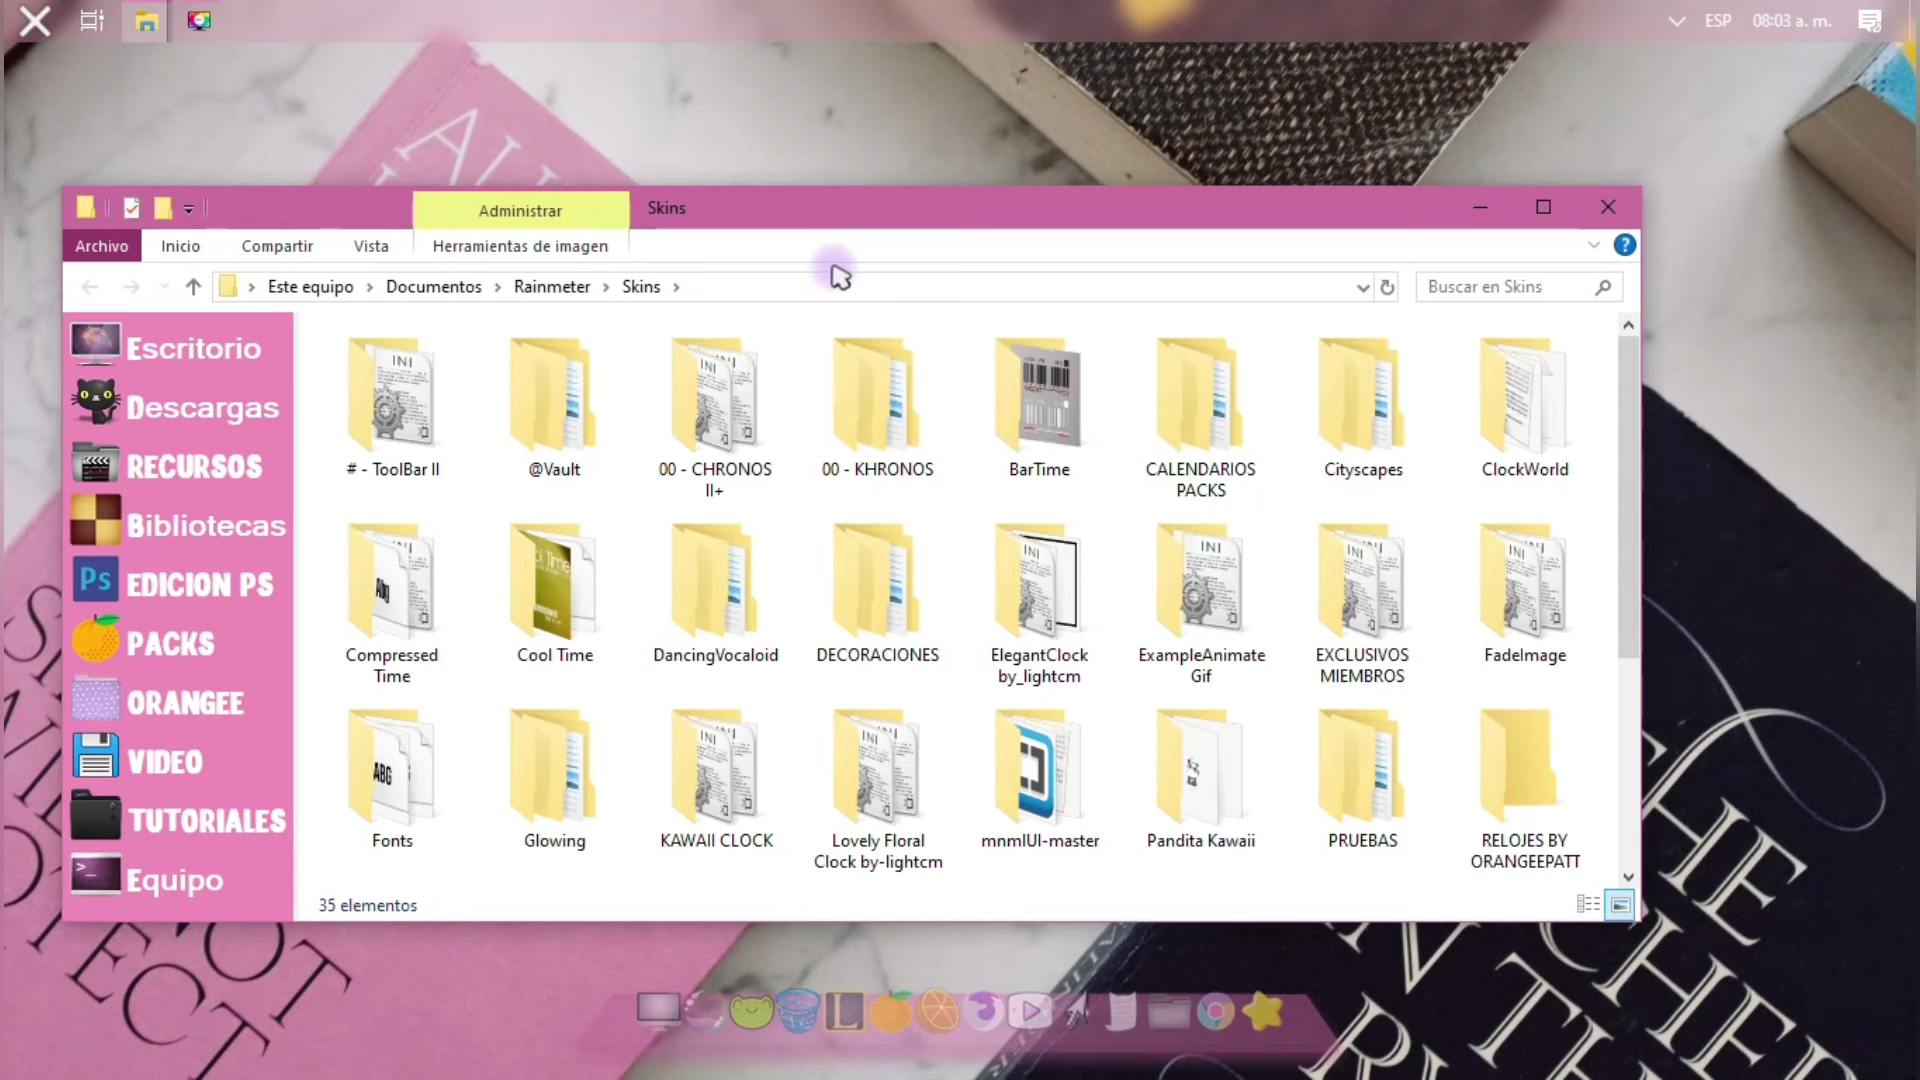 ESP 08:03 a. m.
Administrar Skins
Archivo Inicio Compartir Vista Herramientas de imagen
Este equipo Documentos Rainmeter Skins Buscar en Skins
Escritorio
Descargas
RECURSOS
Bibliotecas
Ps EDICION PS
PACKS
ORANGEE
VIDEO
TUTORIALES
Equipo
# - ToolBar II
@Vault
00 - CHRONOS
II+
00 - KHRONOS
BarTime
CALENDARIOS
PACKS
Cityscapes
ClockWorld
Compressed
Time
Cool Time
DancingVocaloid
DECORACIONES
ElegantClock
by_lightcm
ExampleAnimate
Gif
EXCLUSIVOS
MIEMBROS
FadeImage
Fonts
Glowing
KAWAII CLOCK
Lovely Floral
Clock by-lightcm
mnmlUI-master
Pandita Kawaii
PRUEBAS
RELOJES BY
ORANGEEPATT
35 elementos